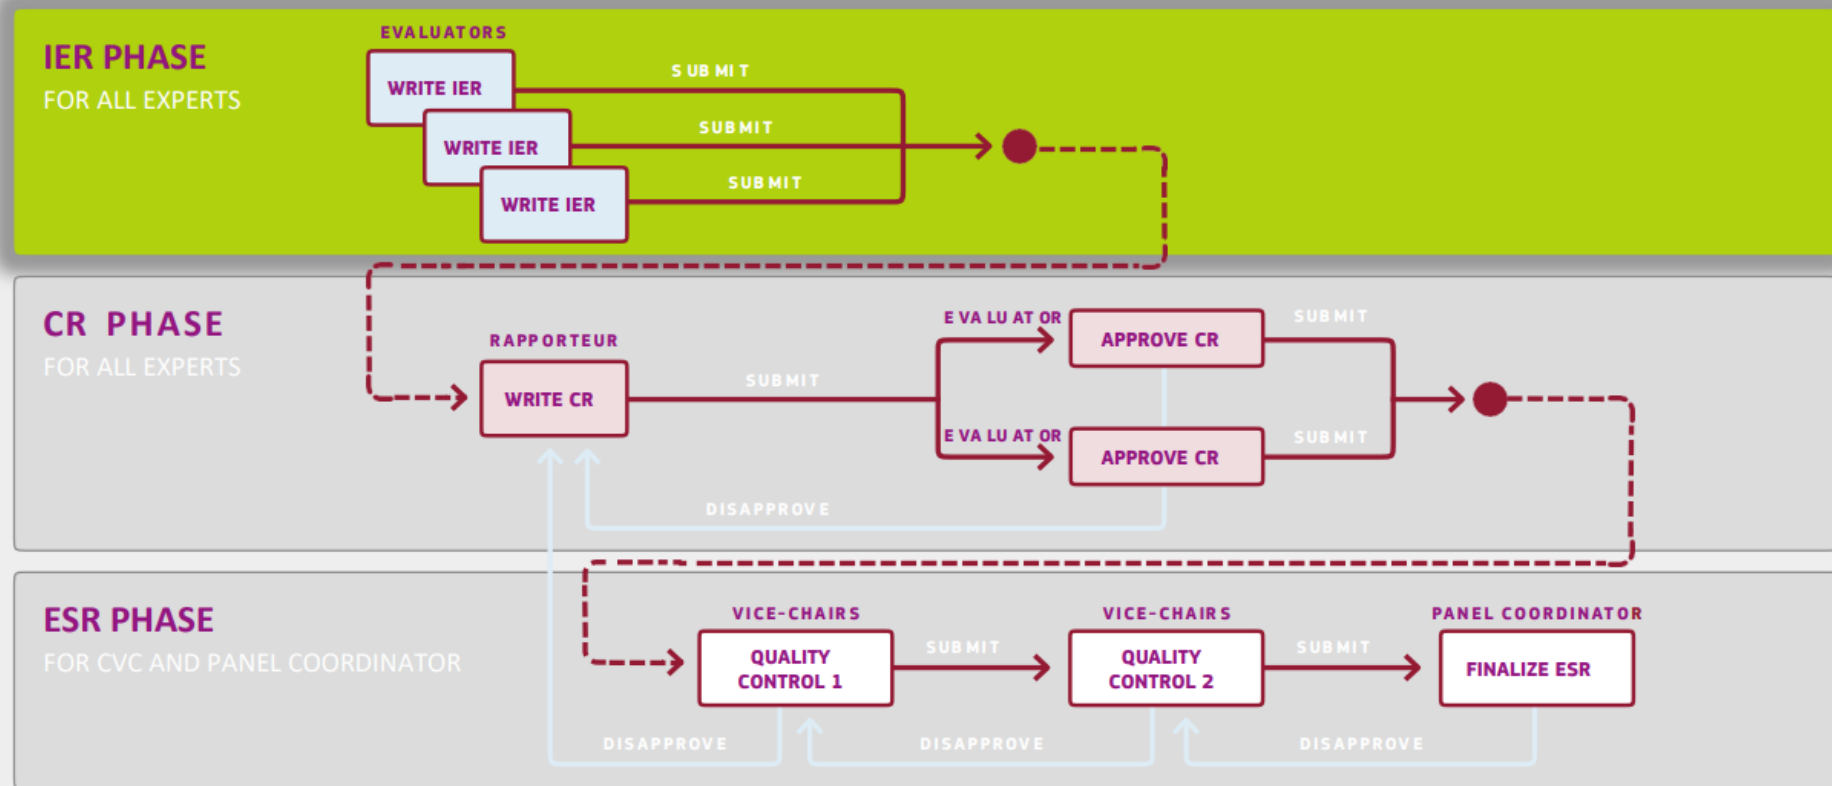 IER PHASE
FOR ALL EXPERTS
EVALUATORS
WRITE IER
SUBMIT
WRITE IER
SUBMIT
WRITE IER
SUBMIT
CR PHASE
FOR ALL EXPERTS
RAPPORTEUR
WRITE CR
SUBMIT
EVALUATOR
APPROVE CR
SUBMIT
EVALUATOR
APPROVE CR
SUBMIT
DISAPPROVE
ESR PHASE
FOR CVC AND PANEL COORDINATOR
VICE-CHAIRS
QUALITY
CONTROL 1
SUBMIT
VICE-CHAIRS
QUALITY
CONTROL 2
SUBMIT
PANEL COORDINATOR
FINALIZE ESR
DISAPPROVE
DISAPPROVE
DISAPPROVE